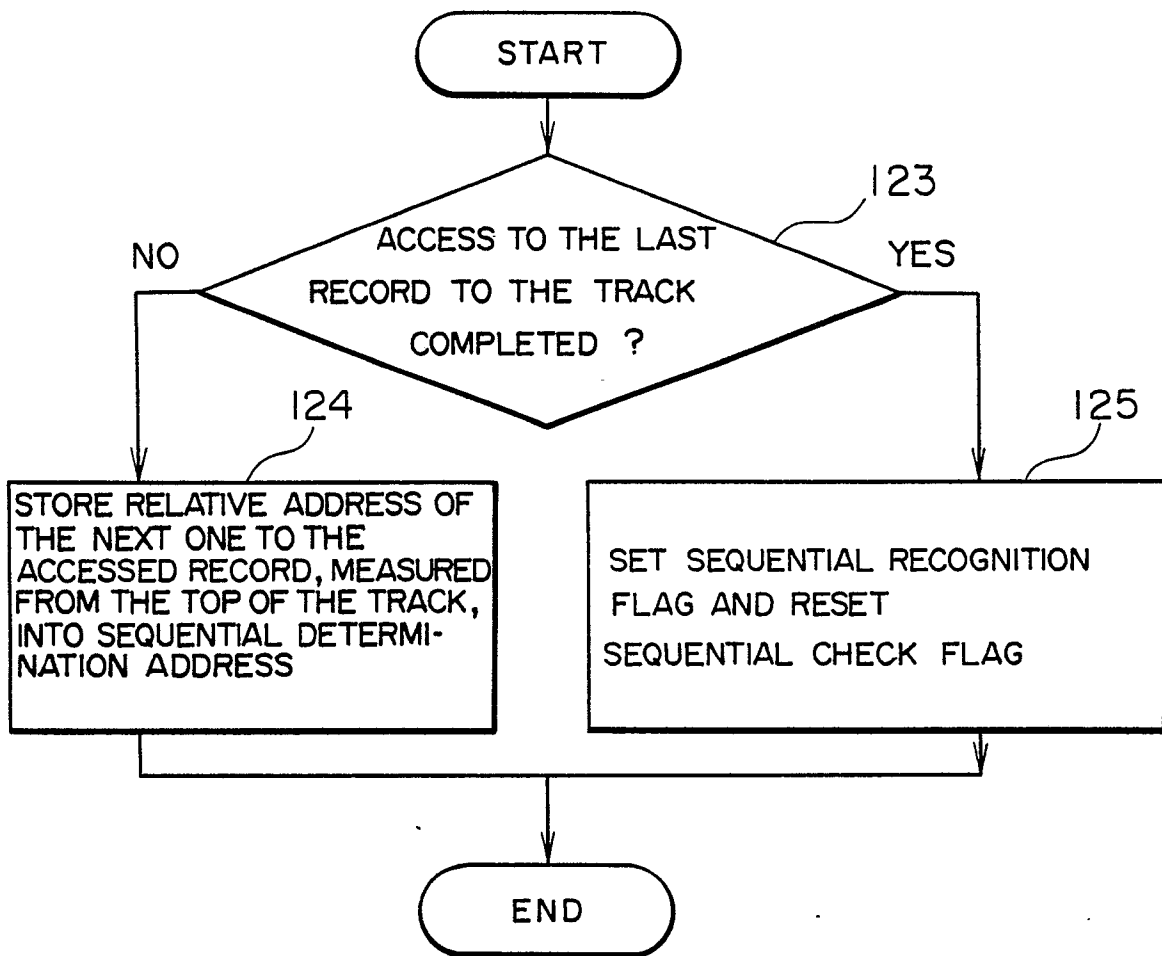 START
123
ACCESS TO THE LAST
RECORD TO THE TRACK
COMPLETED ?
NO
YES
124
STORE RELATIVE ADDRESS OF
THE NEXT ONE TO THE
ACCESSED RECORD, MEASURED
FROM THE TOP OF THE TRACK,
INTO SEQUENTIAL DETERMI-
NATION ADDRESS
125
SET SEQUENTIAL RECOGNITION
FLAG AND RESET
SEQUENTIAL CHECK FLAG
END